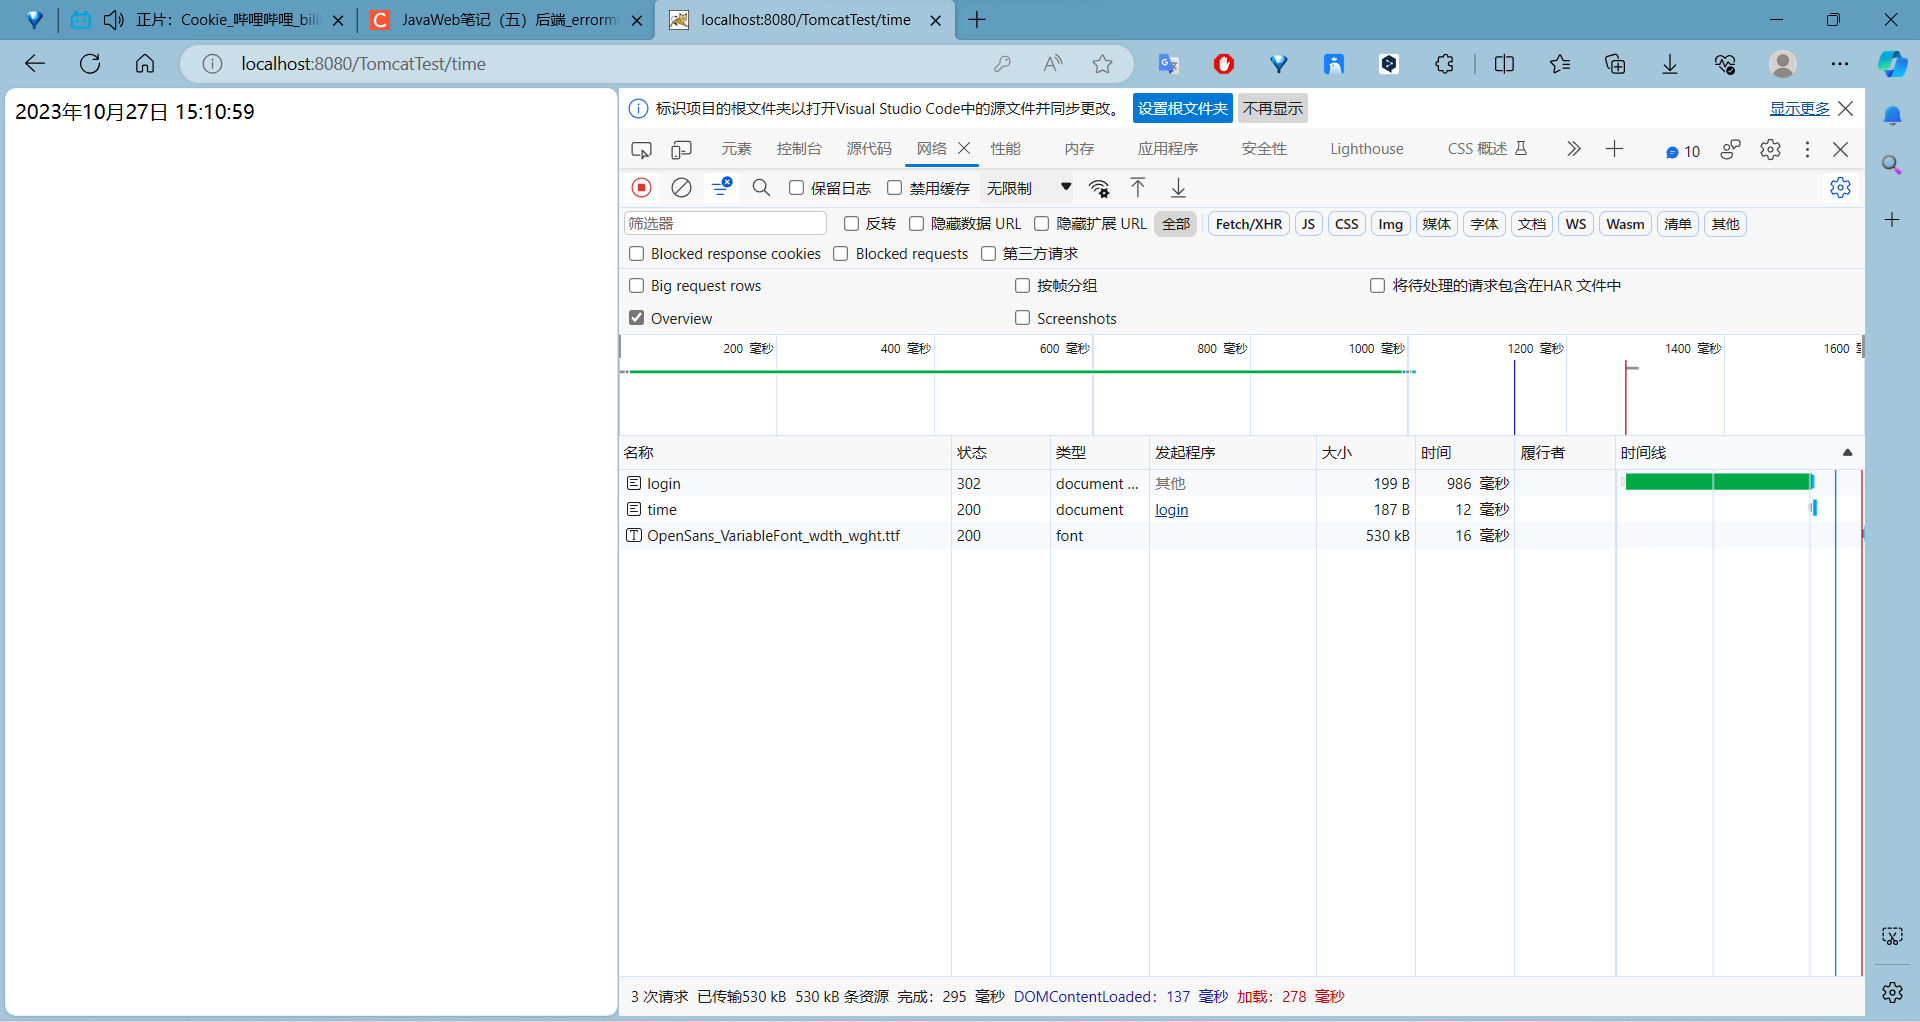 正片：Cookie_哔哩哔哩_bili
JavaWeb笔记（五）后端_errorm
localhost:8080/TomcatTest/time
localhost:8080/TomcatTest/time
2023年10月27日 15:10:59
标识项目的根文件夹以打开Visual Studio Code中的源文件并同步更改。 设置根文件夹 不再显示 显示更多
元素 控制台 源代码 网络 性能 内存 应用程序 安全性 Lighthouse CSS 概述 10
保留日志 禁用缓存 无限制
筛选器 反转 隐藏数据 URL 隐藏扩展 URL 全部 Fetch/XHR JS CSS Img 媒体 字体 文档 WS Wasm 清单 其他
Blocked response cookies Blocked requests 第三方请求
Big request rows 按帧分组 将待处理的请求包含在HAR 文件中
Overview Screenshots
200 毫秒 400 毫秒 600 毫秒 800 毫秒 1000 毫秒 1200 毫秒 1400 毫秒 1600
名称 状态 类型 发起程序 大小 时间 履行者 时间线
login 302 document ... 其他 199 B 986 毫秒
time 200 document login 187 B 12 毫秒
OpenSans_VariableFont_wdth_wght.ttf 200 font 530 kB 16 毫秒
3 次请求 已传输530 kB 530 kB 条资源 完成：295 毫秒 DOMContentLoaded：137 毫秒 加载：278 毫秒